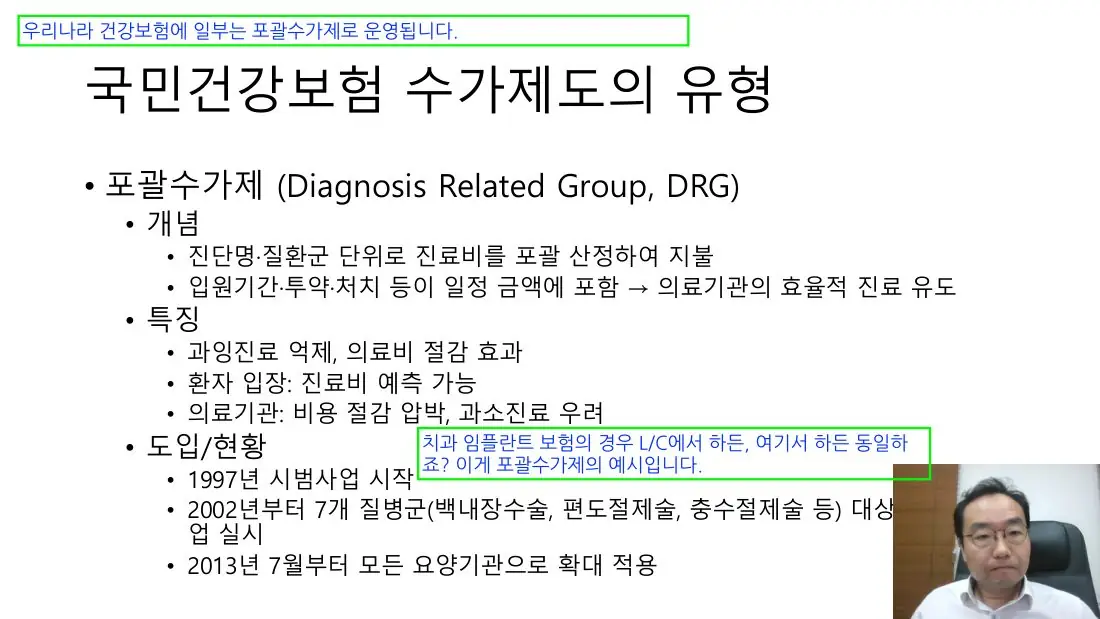 우리나라 건강보험에 일부는 포괄수가제로 운영됩니다.
국민건강보험 수가제도의 유형
• 포괄수가제 (Diagnosis Related Group, DRG)
• 개념
• 진단명·질환군 단위로 진료비를 포괄 산정하여 지불
• 입원기간·투약·처치 등이 일정 금액에 포함 → 의료기관의 효율적 진료 유도
• 특징
• 과잉진료 억제, 의료비 절감 효과
• 환자 입장: 진료비 예측 가능
• 의료기관: 비용 절감 압박, 과소진료 우려
• 도입/현황
치과 임플란트 보험의 경우 L/C에서 하든, 여기서 하든 동일하
죠? 이게 포괄수가제의 예시입니다.
• 1997년 시범사업 시작
• 2002년부터 7개 질병군(백내장수술, 편도절제술, 충수절제술 등) 대상
업 실시
• 2013년 7월부터 모든 요양기관으로 확대 적용